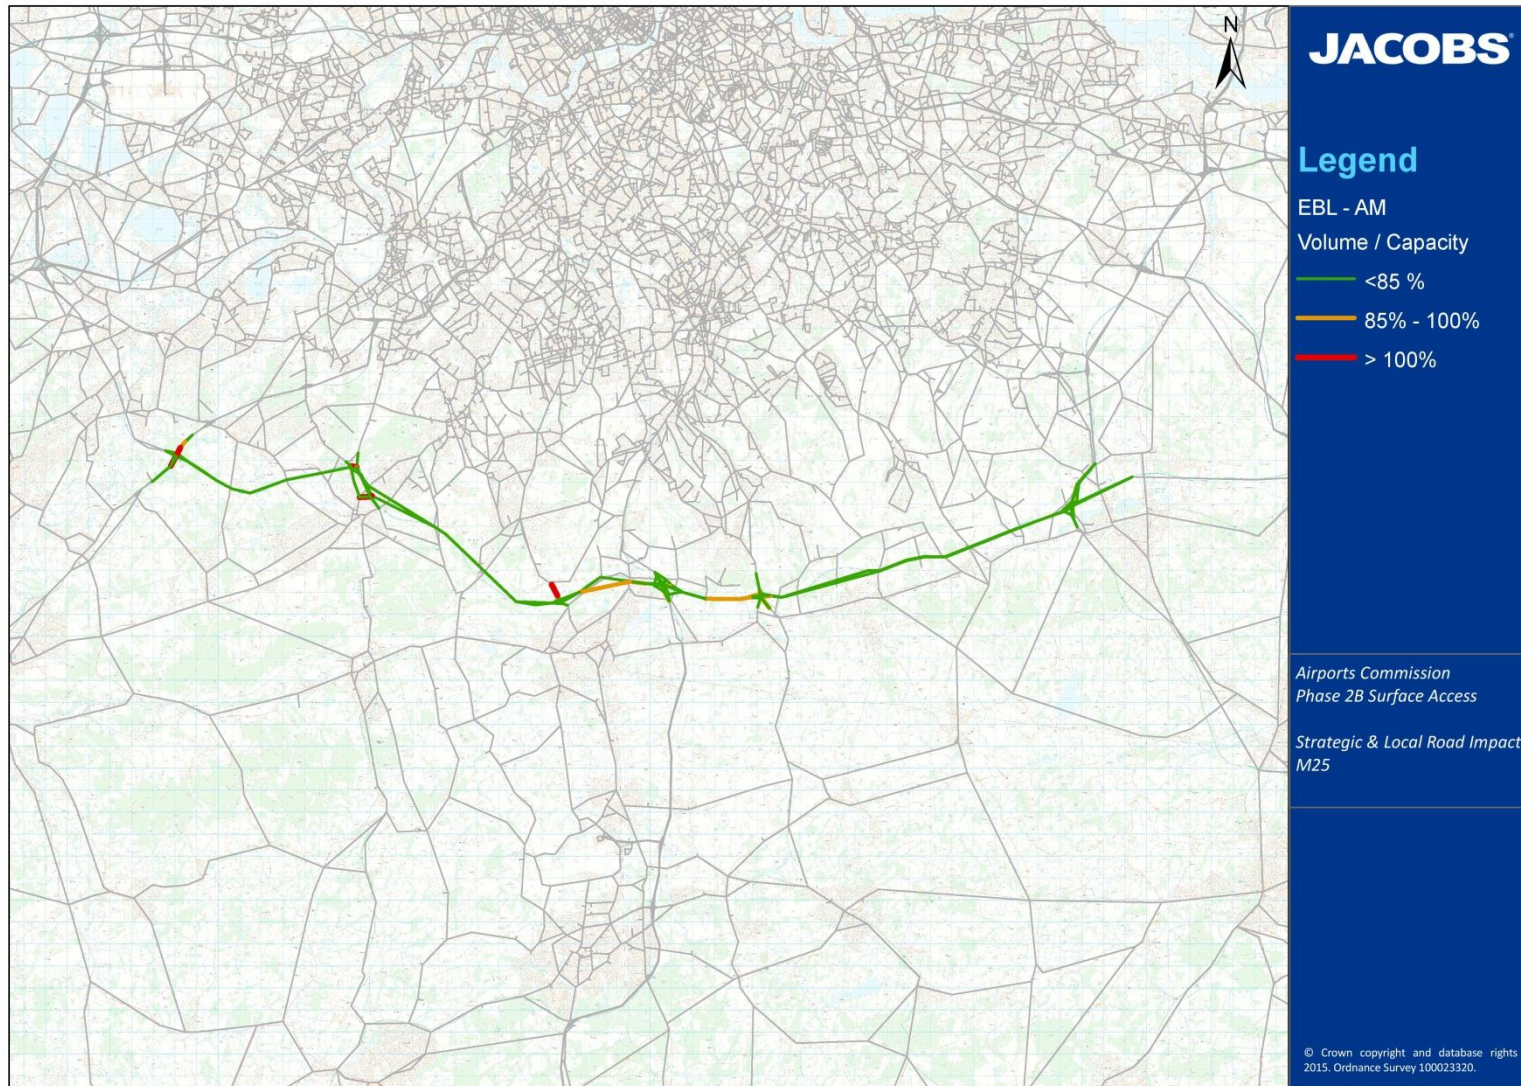 N
JACOBS®
Legend
EBL - AM
Volume / Capacity
<85 %
85% - 100%
> 100%
Airports Commission
Phase 2B Surface Access
Strategic & Local Road Impact
M25
© Crown copyright and database rights
2015. Ordnance Survey 100023320.